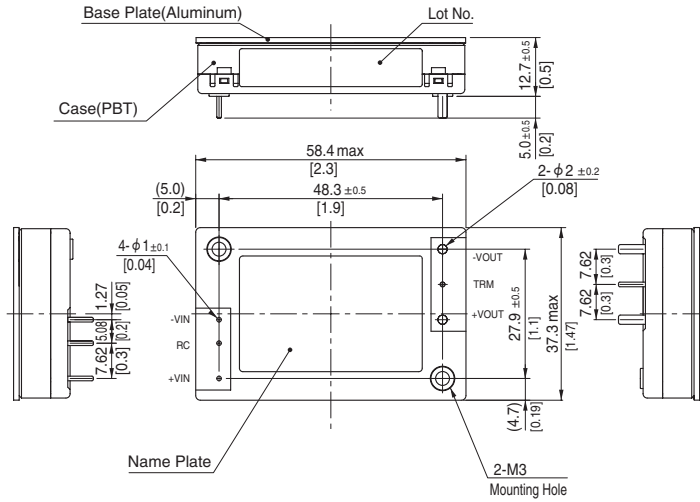 Base Plate(Aluminum)
Lot No.
Case(PBT)
12.7 ±0.5
[0.5]
5.0 ±0.5
[0.2]
58.4 max
[2.3]
(5.0)
[0.2]
48.3 ±0.5
[1.9]
2- ϕ 2 ±0.2
[0.08]
4- ϕ 1 ±0.1
[0.04]
-VOUT
TRM
+VOUT
-VIN
RC
+VIN
1.27
[0.05]
5.08
[0.2]
7.62
[0.3]
27.9 ±0.5
[1.1]
37.3 max
[1.47]
7.62
[0.3]
7.62
[0.3]
(4.7)
[0.19]
Name Plate
2-M3
Mounting Hole